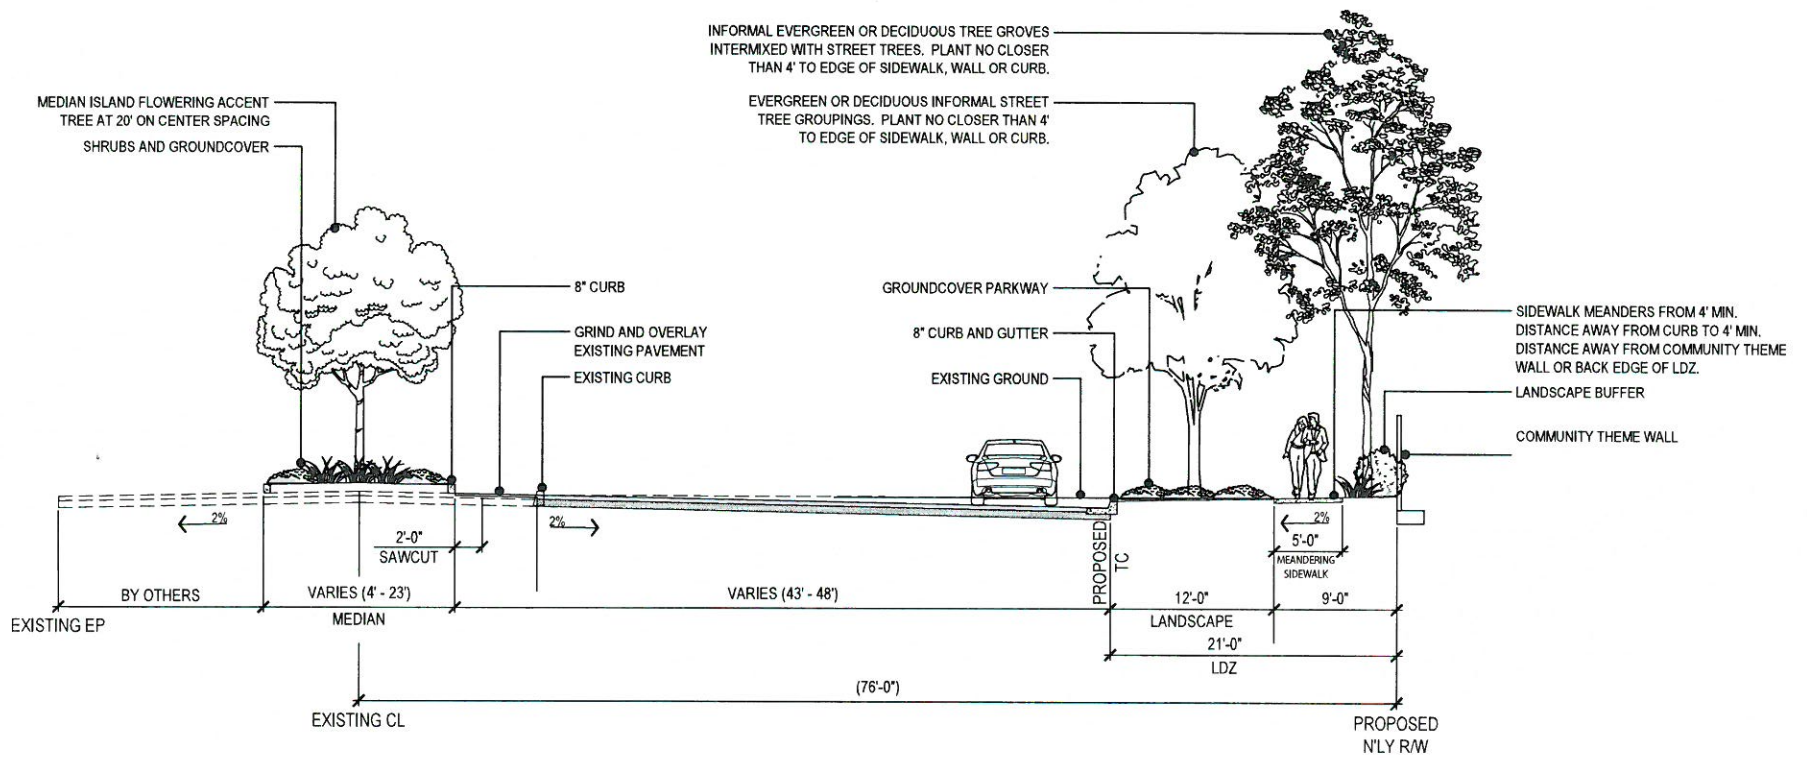 INFORMAL EVERGREEN OR DECIDUOUS TREE GROVES
INTERMIXED WITH STREET TREES. PLANT NO CLOSER
THAN 4' TO EDGE OF SIDEWALK, WALL OR CURB.
MEDIAN ISLAND FLOWERING ACCENT
TREE AT 20' ON CENTER SPACING
SHRUBS AND GROUNDCOVER
EVERGREEN OR DECIDUOUS INFORMAL STREET
TREE GROUPINGS. PLANT NO CLOSER THAN 4'
TO EDGE OF SIDEWALK, WALL OR CURB.
8" CURB
GRIND AND OVERLAY
EXISTING PAVEMENT
EXISTING CURB
GROUNDCOVER PARKWAY
8" CURB AND GUTTER
EXISTING GROUND
SIDEWALK MEANDERS FROM 4' MIN.
DISTANCE AWAY FROM CURB TO 4' MIN.
DISTANCE AWAY FROM COMMUNITY THEME
WALL OR BACK EDGE OF LDZ.
LANDSCAPE BUFFER
COMMUNITY THEME WALL
2%
2'-0"
SAWCUT
2%
PROPOSED
TC
2%
5'-0"
MEANDERING
SIDEWALK
BY OTHERS
VARIES (4' - 23')
MEDIAN
VARIES (43' - 48')
12'-0"
LANDSCAPE
9'-0"
EXISTING EP
21'-0"
LDZ
(76'-0")
EXISTING CL
PROPOSED
N'LY R/W